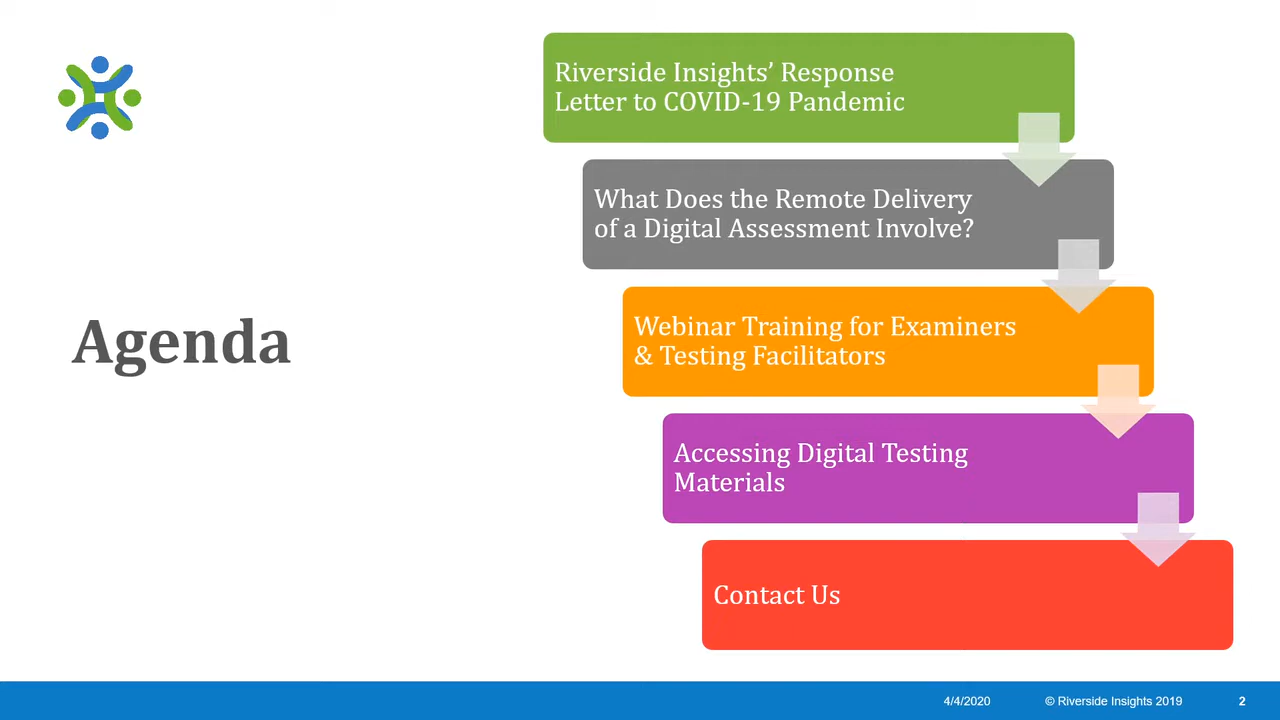 Riverside Insights’ Response
Letter to COVID-19 Pandemic
What Does the Remote Delivery
of a Digital Assessment Involve?
Agenda
Webinar Training for Examiners
& Testing Facilitators
Accessing Digital Testing
Materials
Contact Us
4/4/2020
© Riverside Insights 2019
2